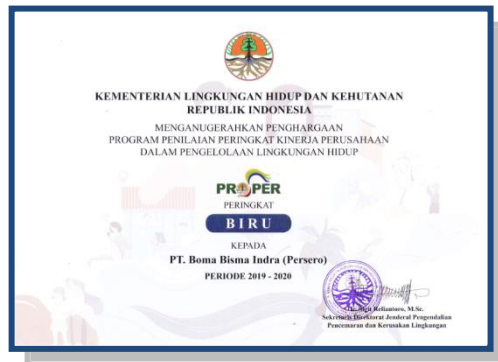 KEMENTERIAN LINGKUNGAN HIDUP DAN KEHUTANAN
REPUBLIK INDONESIA
MENGANUGERAHKAN PENGHARGAAN
PROGRAM PENILAIAN PERINGKAT KINERJA PERUSAHAAN
DALAM PENGELOLAAN LINGKUNGAN HIDUP
PROPER
PERINGKAT
BIRU
KEPADA
PT. Boma Bisma Indra (Persero)
PERIODE 2019 - 2020
Reliantoro, M.Sc.
Sekretaris Direktorat Jenderal Pengendalian
Pencemaran dan Kerusakan Lingkungan